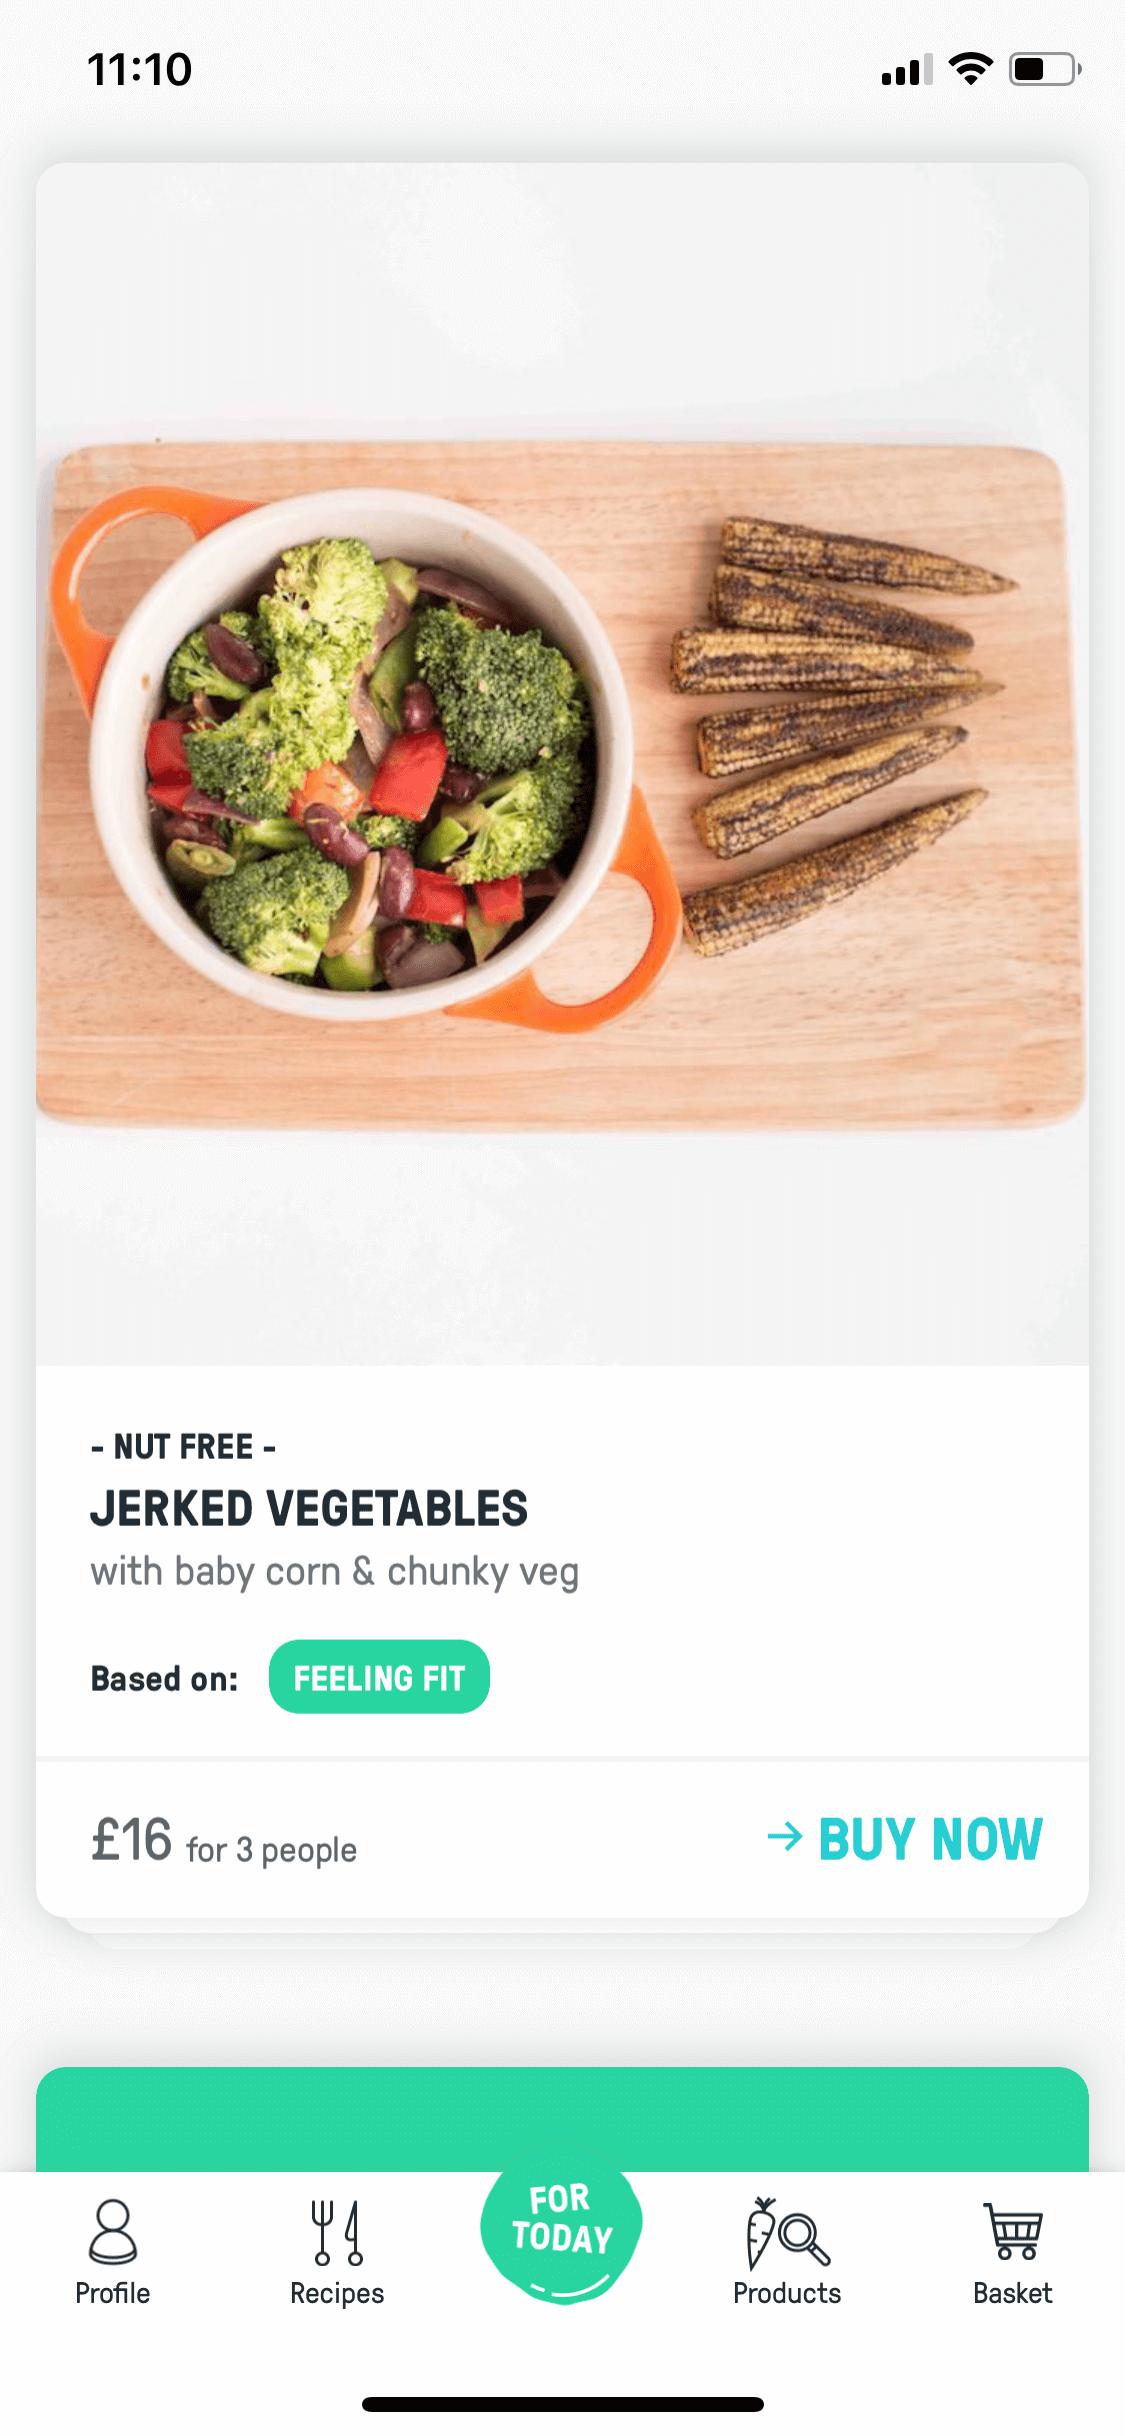 11:10
- NUT FREE -
JERKED VEGETABLES
with baby corn & chunky veg
Based on: FEELING FIT
£16 for 3 people
→ BUY NOW
FOR
TODAY
Profile
Recipes
Products
Basket